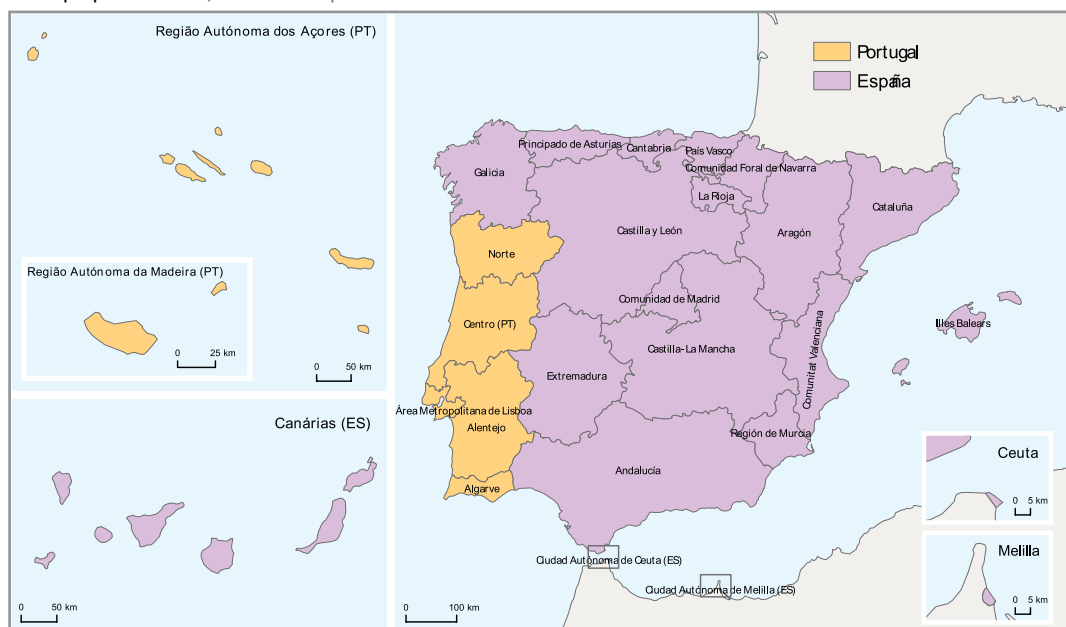 Região Autónoma dos Açores (PT)
Portugal
España
Principado de Asturias
Cantabria
País Vasco
Comunidad Foral de Navarra
Galicia
La Rioja
Cataluña
Castilla y León
Aragón
Norte
Região Autónoma da Madeira (PT)
Comunidad de Madrid
Centro (PT)
Illes Balears
Castilla-La Mancha
Comunitat Valenciana
0 25 km
0 50 km
Extremadura
Área Metropolitana de Lisboa
Alentejo
Canárias (ES)
Región de Murcia
Andalucía
Algarve
Ceuta
0 5 km
Ciudad Autónoma de Ceuta (ES)
Melilla
Ciudad Autónoma de Melilla (ES)
0 5 km
0 50 km
0 100 km